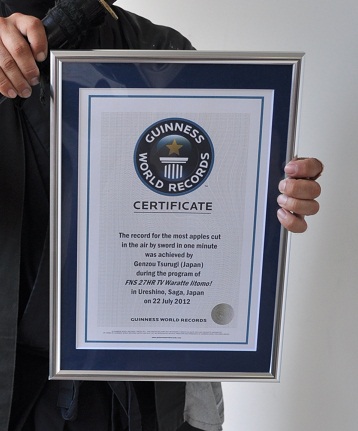 GUINNESS
WORLD RECORDS
CERTIFICATE
The record for the most apples cut
in the air by sword in one minute
was achieved by
Genzou Tsurugi (Japan)
during the program of
FNS 27HR TV Waratte Iitomo!
in Ureshino, Saga, Japan
on 22 July 2012
GUINNESS WORLD RECORDS